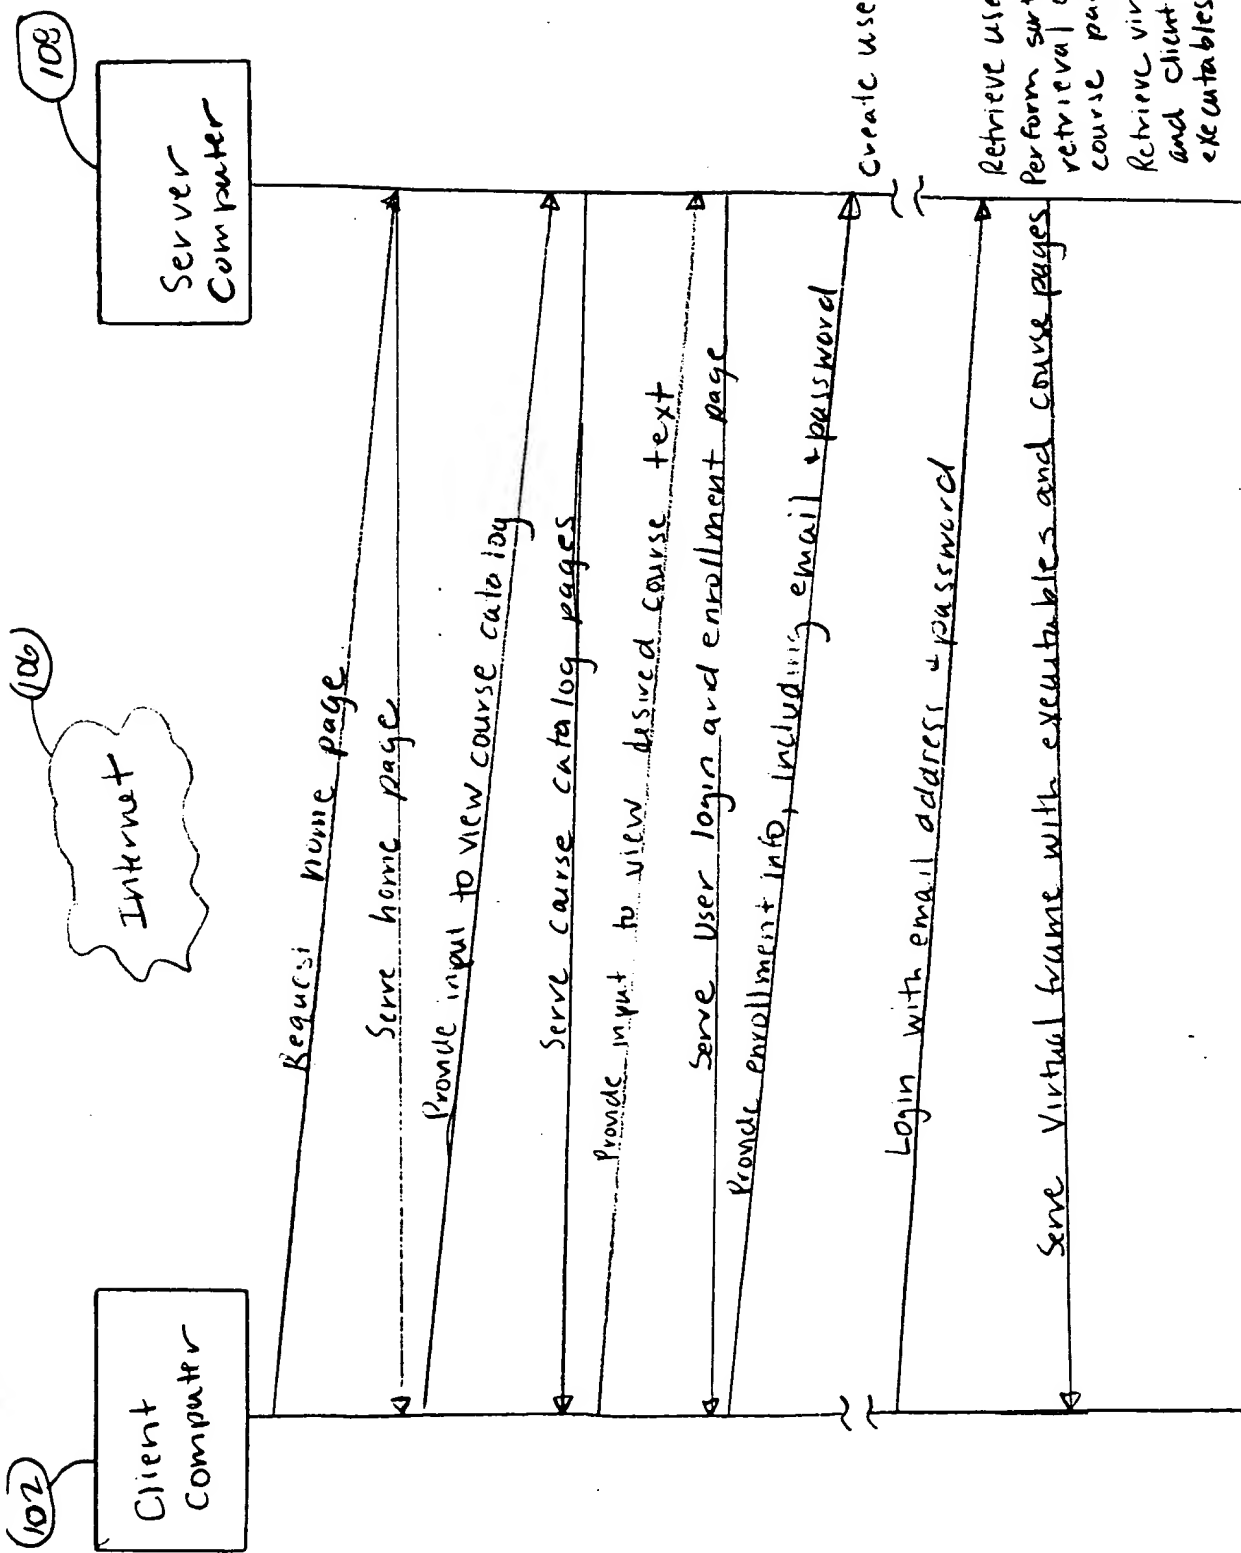 102
Client
Computer
106
Internet
108
Server
Computer
Request home page
Serve home page
Provide input to view course catalog
Serve course catalog pages
Provide input to view desired course text
Serve User login and enrollment page
Provide enrollment info, including email + password
Create use
Login with email address + password
Retrieve use
Perform
retrieval
course
Retrieve
and client
executables
Serve Virtual frame with executables and course pages